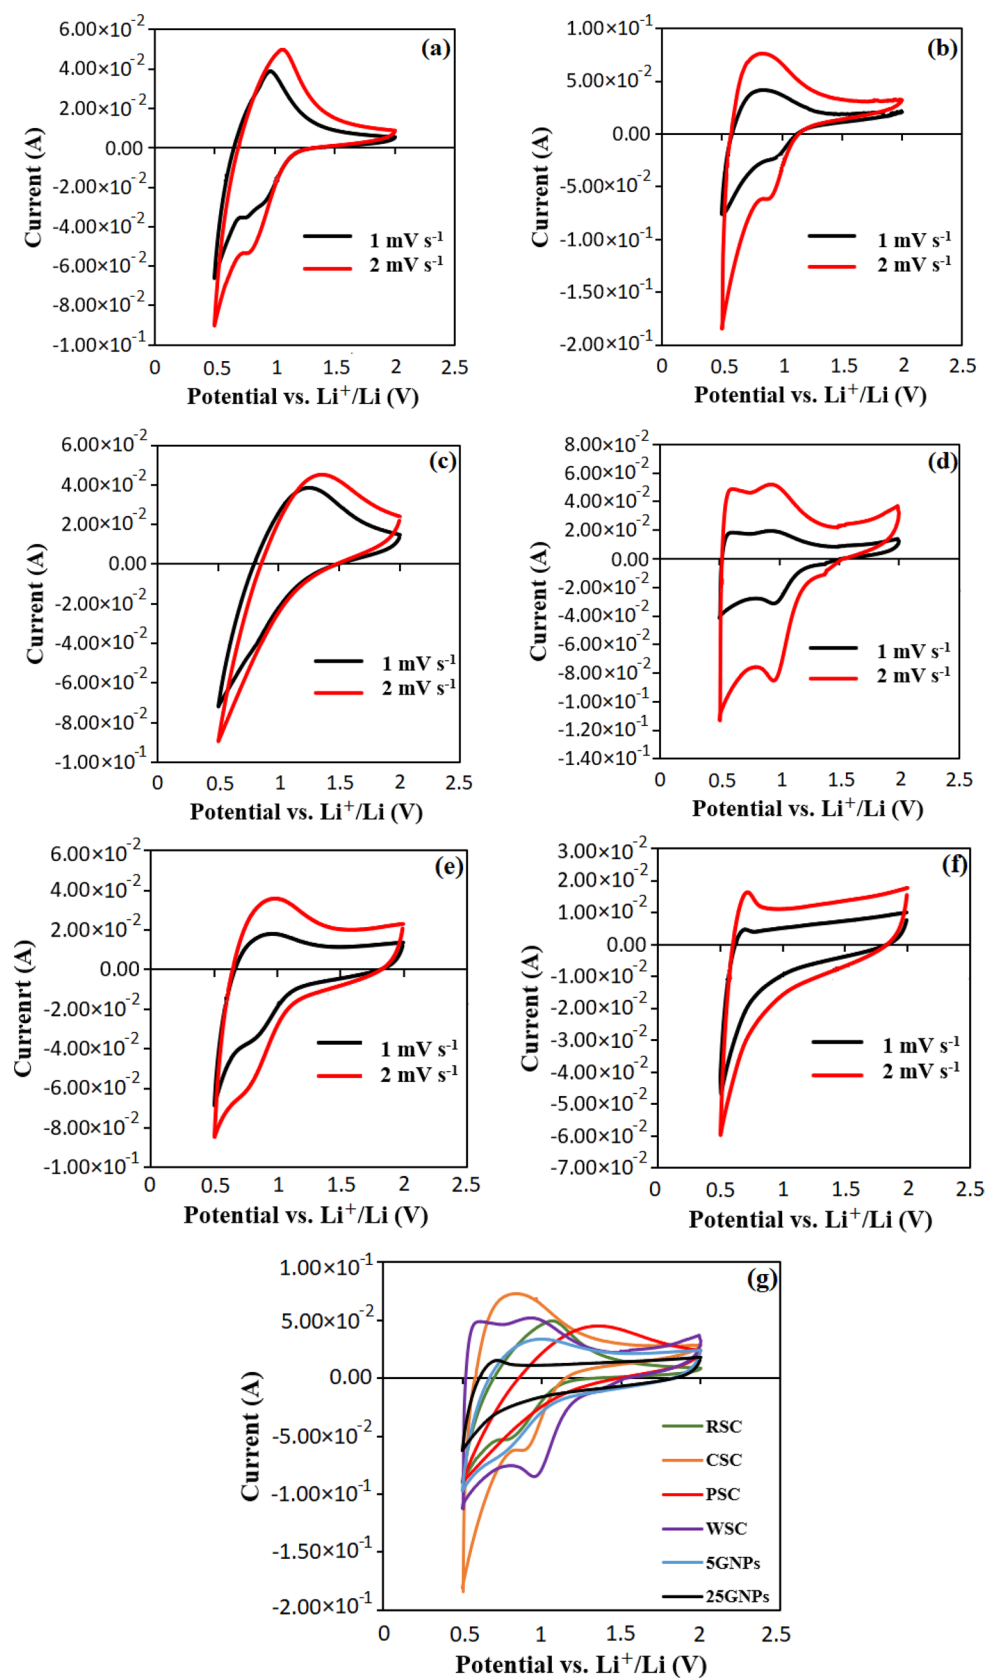 (a)
6.00×10⁻²
4.00×10⁻²
2.00×10⁻²
0.00
-2.00×10⁻²
-4.00×10⁻²
-6.00×10⁻²
-8.00×10⁻²
-1.00×10⁻¹
Current (A)
1 mV s⁻¹
2 mV s⁻¹
0 0.5 1 1.5 2 2.5
Potential vs. Li⁺/Li (V)
(b)
1.00×10⁻¹
5.00×10⁻²
0.00
-5.00×10⁻²
-1.00×10⁻¹
-1.50×10⁻¹
-2.00×10⁻¹
Current (A)
1 mV s⁻¹
2 mV s⁻¹
0 0.5 1 1.5 2 2.5
Potential vs. Li⁺/Li (V)
(c)
6.00×10⁻²
4.00×10⁻²
2.00×10⁻²
0.00
-2.00×10⁻²
-4.00×10⁻²
-6.00×10⁻²
-8.00×10⁻²
-1.00×10⁻¹
Current (A)
1 mV s⁻¹
2 mV s⁻¹
0 0.5 1 1.5 2 2.5
Potential vs. Li⁺/Li (V)
(d)
8.00×10⁻²
6.00×10⁻²
4.00×10⁻²
2.00×10⁻²
0.00
-2.00×10⁻²
-4.00×10⁻²
-6.00×10⁻²
-8.00×10⁻²
-1.00×10⁻¹
-1.20×10⁻¹
-1.40×10⁻¹
Current (A)
1 mV s⁻¹
2 mV s⁻¹
0 0.5 1 1.5 2 2.5
Potential vs. Li⁺/Li (V)
(e)
6.00×10⁻²
4.00×10⁻²
2.00×10⁻²
0.00
-2.00×10⁻²
-4.00×10⁻²
-6.00×10⁻²
-8.00×10⁻²
-1.00×10⁻¹
Currenrt (A)
1 mV s⁻¹
2 mV s⁻¹
0 0.5 1 1.5 2 2.5
Potential vs. Li⁺/Li (V)
(f)
3.00×10⁻²
2.00×10⁻²
1.00×10⁻²
0.00
-1.00×10⁻²
-2.00×10⁻²
-3.00×10⁻²
-4.00×10⁻²
-5.00×10⁻²
-6.00×10⁻²
-7.00×10⁻²
Current (A)
1 mV s⁻¹
2 mV s⁻¹
0 0.5 1 1.5 2 2.5
Potential vs. Li⁺/Li (V)
(g)
1.00×10⁻¹
5.00×10⁻²
0.00
-5.00×10⁻²
-1.00×10⁻¹
-1.50×10⁻¹
-2.00×10⁻¹
Current (A)
RSC
CSC
PSC
WSC
5GNPs
25GNPs
0.5 1 1.5 2 2.5
Potential vs. Li⁺/Li (V)